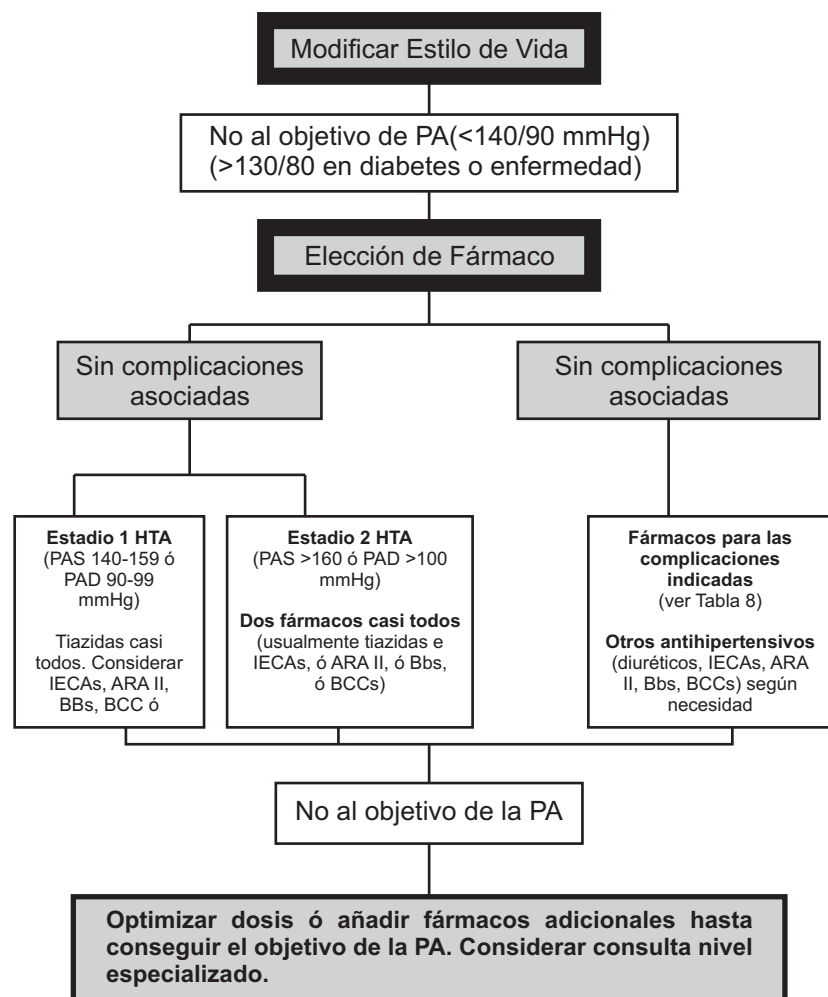 Modificar Estilo de Vida
No al objetivo de PA(<140/90 mmHg)
(>130/80 en diabetes o enfermedad)
Elección de Fármaco
Sin complicaciones
asociadas
Sin complicaciones
asociadas
Estadio 1 HTA
(PAS 140-159 ó
PAD 90-99
mmHg)
Tiazidas casi
todos. Considerar
IECAs, ARA II,
BBs, BCC ó
Estadio 2 HTA
(PAS >160 ó PAD >100
mmHg)
Dos fármacos casi todos
(usualmente tiazidas e
IECAs, ó ARA II, ó Bbs,
ó BCCs)
Fármacos para las
complicaciones
indicadas
(ver Tabla 8)
Otros antihipertensivos
(diuréticos, IECAs, ARA
II, Bbs, BCCs) según
necesidad
No al objetivo de la PA
Optimizar dosis ó añadir fármacos adicionales hasta
conseguir el objetivo de la PA. Considerar consulta nivel
especializado.